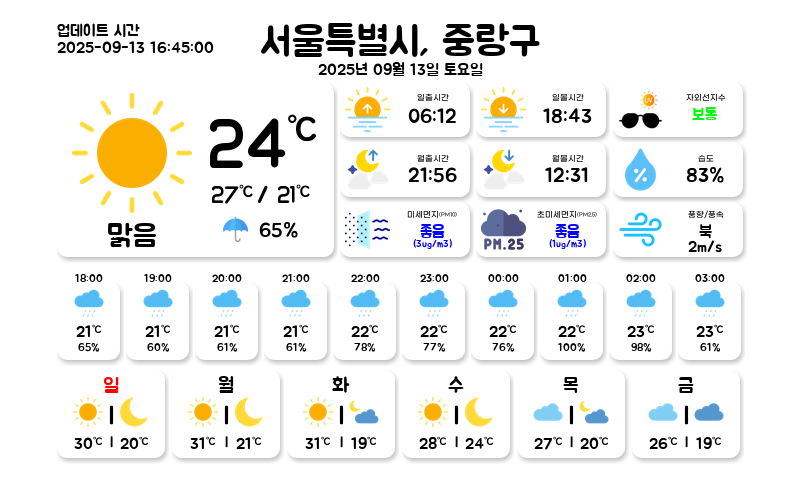 업데이트 시간
2025-09-13 16:45:00
서울특별시, 중랑구
2025년 09월 13일 토요일
24℃
27℃ / 21℃
맑음
65%
일출시간
06:12
일몰시간
18:43
UV
자외선지수
보통
월출시간
21:56
월몰시간
12:31
습도
83%
미세먼지(PM10)
좋음
(3ug/m3)
PM.25
초미세먼지(PM2.5)
좋음
(1ug/m3)
풍향/풍속
북
2m/s
18:00 19:00 20:00 21:00 22:00 23:00 00:00 01:00 02:00 03:00
21℃ 21℃ 21℃ 21℃ 22℃ 22℃ 22℃ 22℃ 23℃ 23℃
65% 60% 61% 61% 78% 77% 76% 100% 98% 61%
일 월 화 수 목 금
30℃ | 20℃ 31℃ | 21℃ 31℃ | 19℃ 28℃ | 24℃ 27℃ | 20℃ 26℃ | 19℃